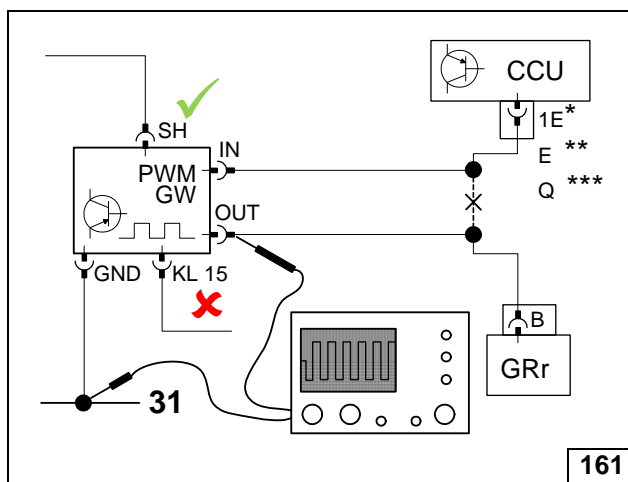 CCU
1E*
SH
IN
E **
PWM
GW
Q ***
OUT
GND
KL 15
B
GRr
31
161